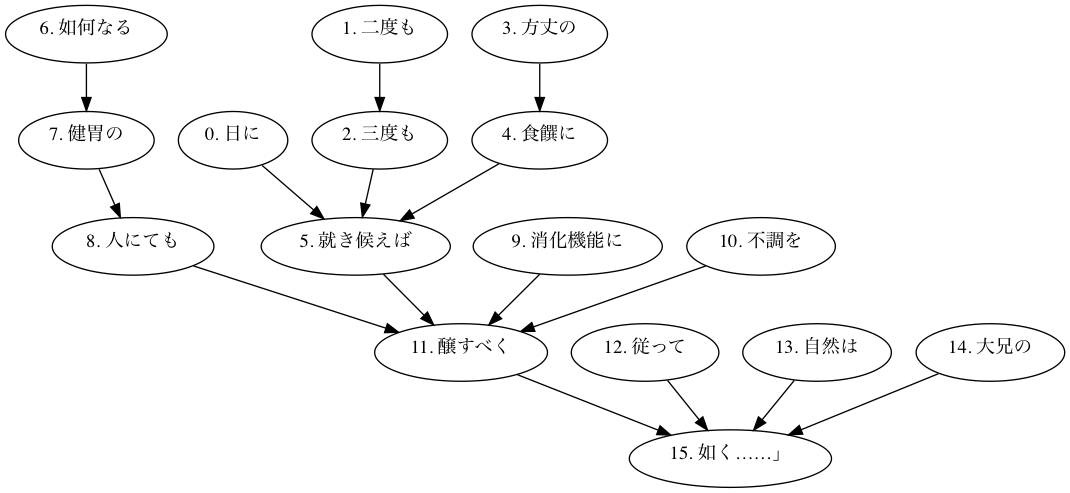 6. 如何なる
1. 二度も
3. 方丈の
7. 健胃の
0. 日に
2. 三度も
4. 食饌に
8. 人にても
5. 就き候えば
9. 消化機能に
10. 不調を
11. 醸すべく
12. 従って
13. 自然は
14. 大兄の
15. 如く……」